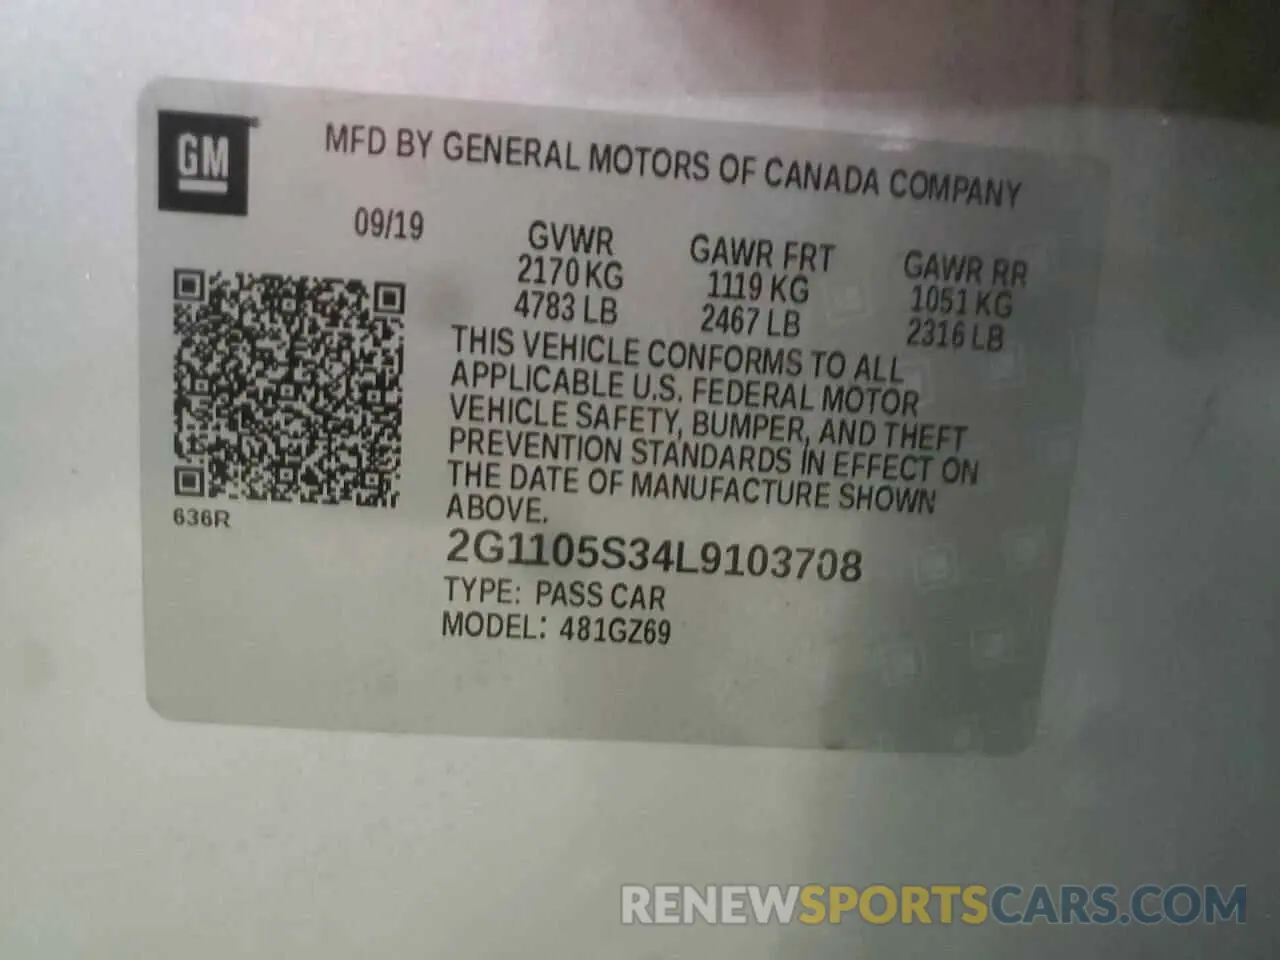 GM
MFD BY GENERAL MOTORS OF CANADA COMPANY
09/19
GVWR
2170 KG
4783 LB
GAWR FRT
1119 KG
2467 LB
GAWR RR
1051 KG
2316 LB
THIS VEHICLE CONFORMS TO ALL
APPLICABLE U.S. FEDERAL MOTOR
VEHICLE SAFETY, BUMPER, AND THEFT
PREVENTION STANDARDS IN EFFECT ON
THE DATE OF MANUFACTURE SHOWN
ABOVE.
636R
2G1105S34L9103708
TYPE: PASS CAR
MODEL: 481GZ69
RENEWSPORTSCARS.COM